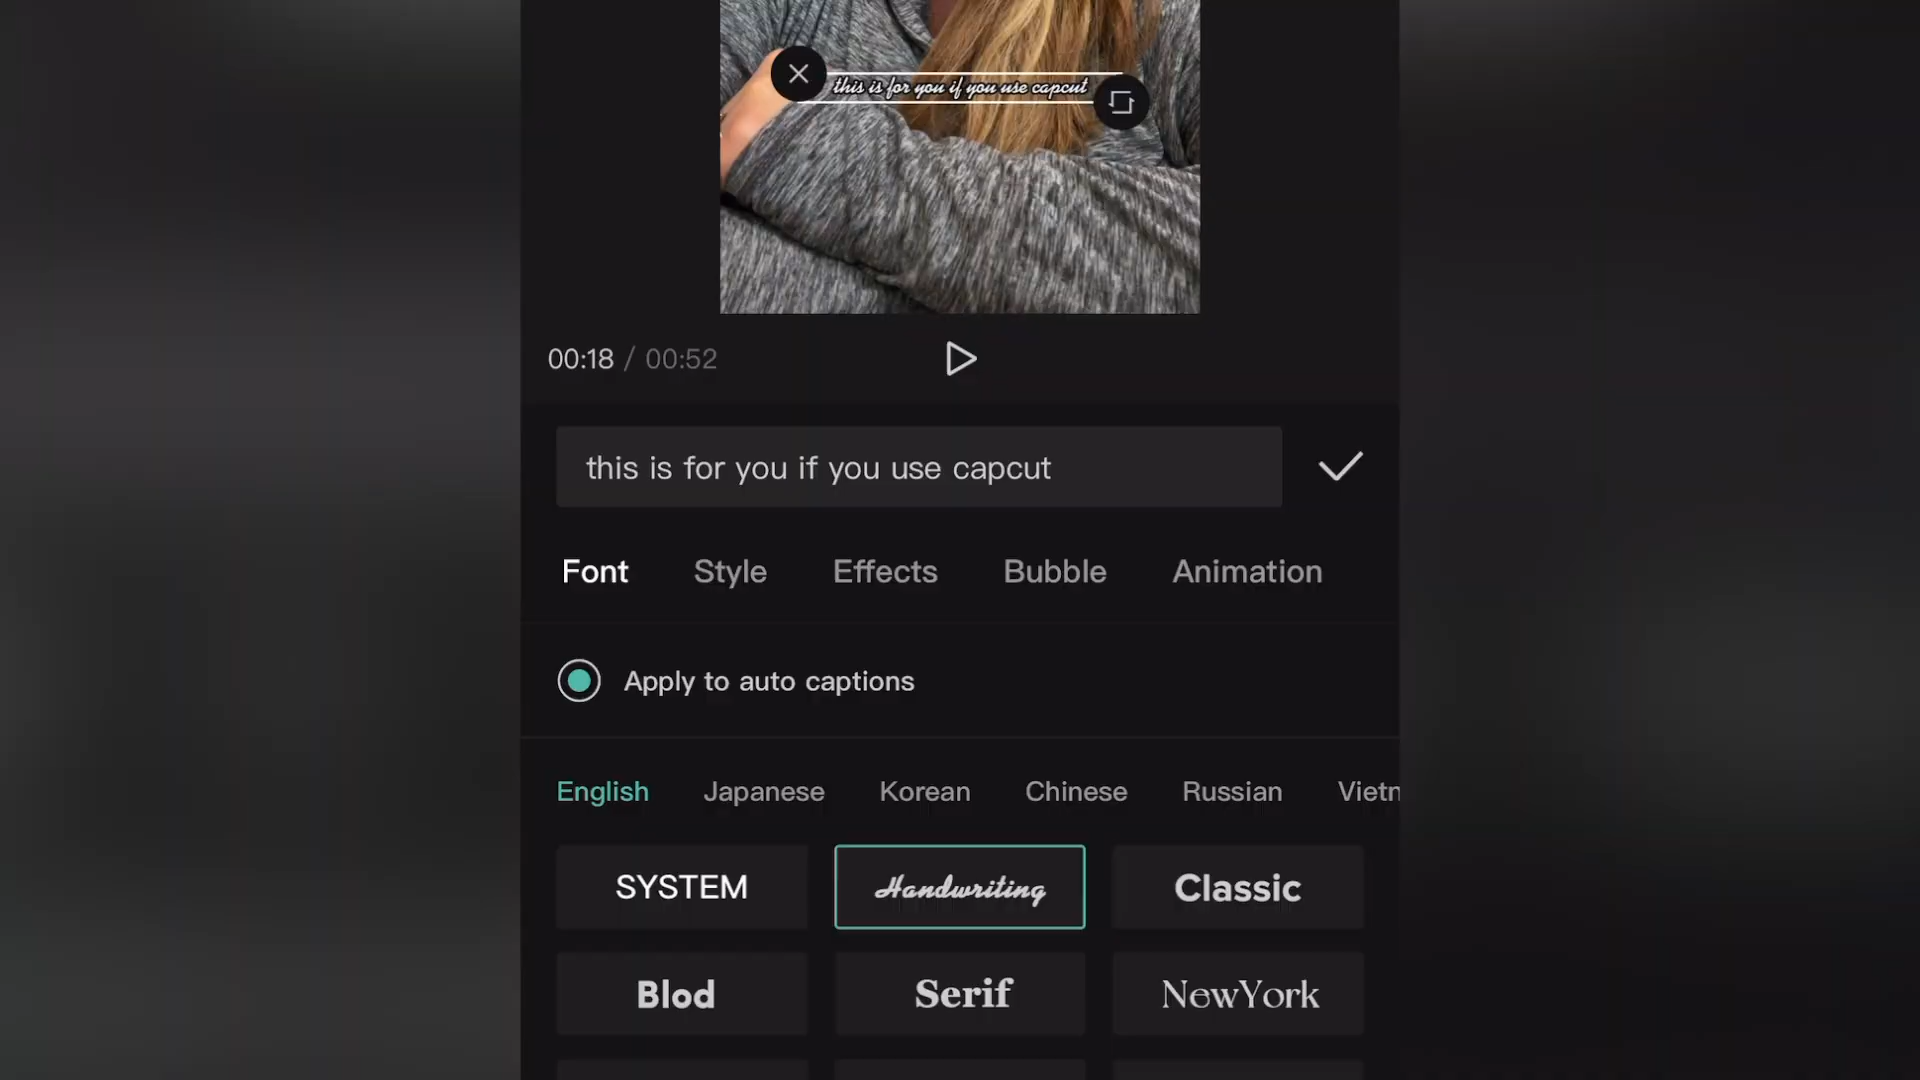 this is for you if you use capcut
00:18 / 00:52
this is for you if you use capcut
Font Style Effects Bubble Animation
Apply to auto captions
English Japanese Korean Chinese Russian Vietn
SYSTEM Handwriting Classic
Blod Serif NewYork